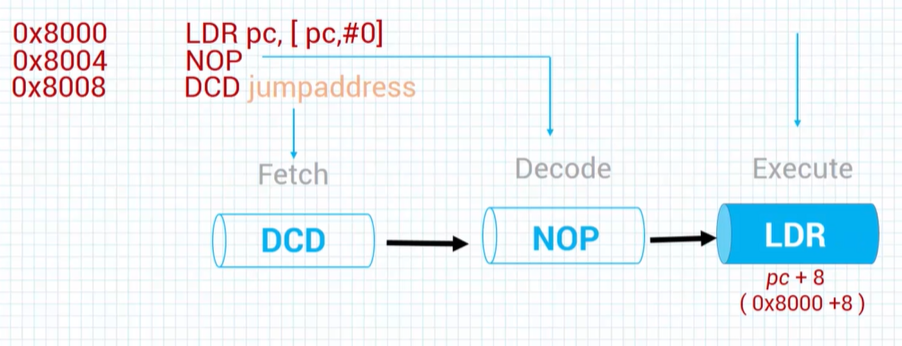 0x8000 LDR pc, [ pc,#0]
0x8004 NOP
0x8008 DCD jumpaddress
Fetch Decode Execute
DCD NOP LDR
pc + 8
( 0x8000 +8 )